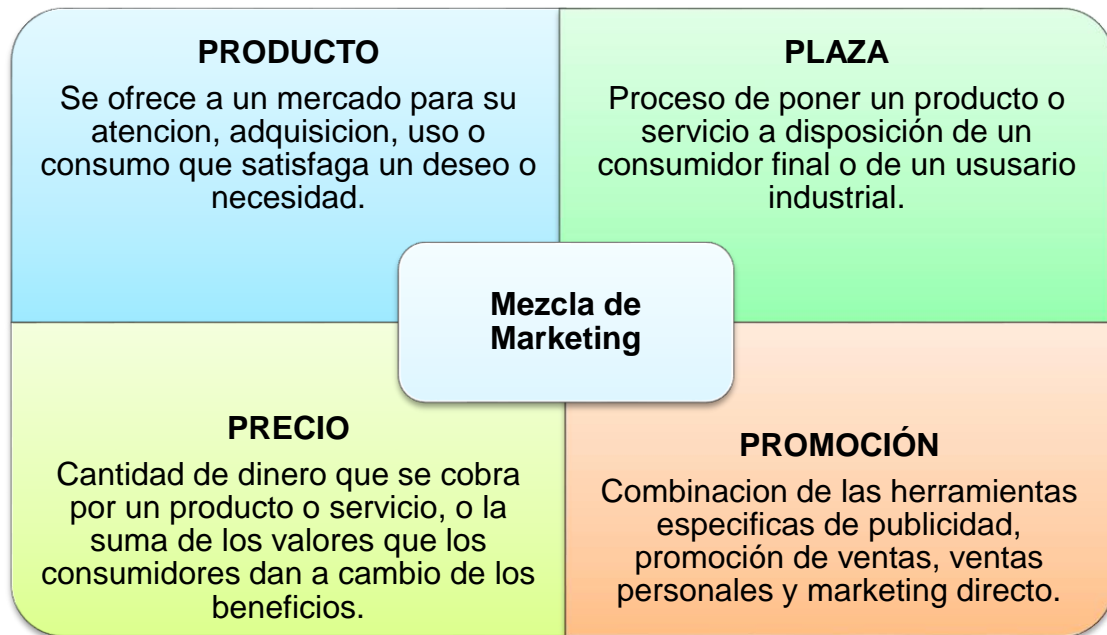 PRODUCTO
Se ofrece a un mercado para su
atencion, adquisicion, uso o
consumo que satisfaga un deseo o
necesidad.
PLAZA
Proceso de poner un producto o
servicio a disposición de un
consumidor final o de un ususario
industrial.
Mezcla de
Marketing
PRECIO
Cantidad de dinero que se cobra
por un producto o servicio, o la
suma de los valores que los
consumidores dan a cambio de los
beneficios.
PROMOCIÓN
Combinacion de las herramientas
especificas de publicidad,
promoción de ventas, ventas
personales y marketing directo.